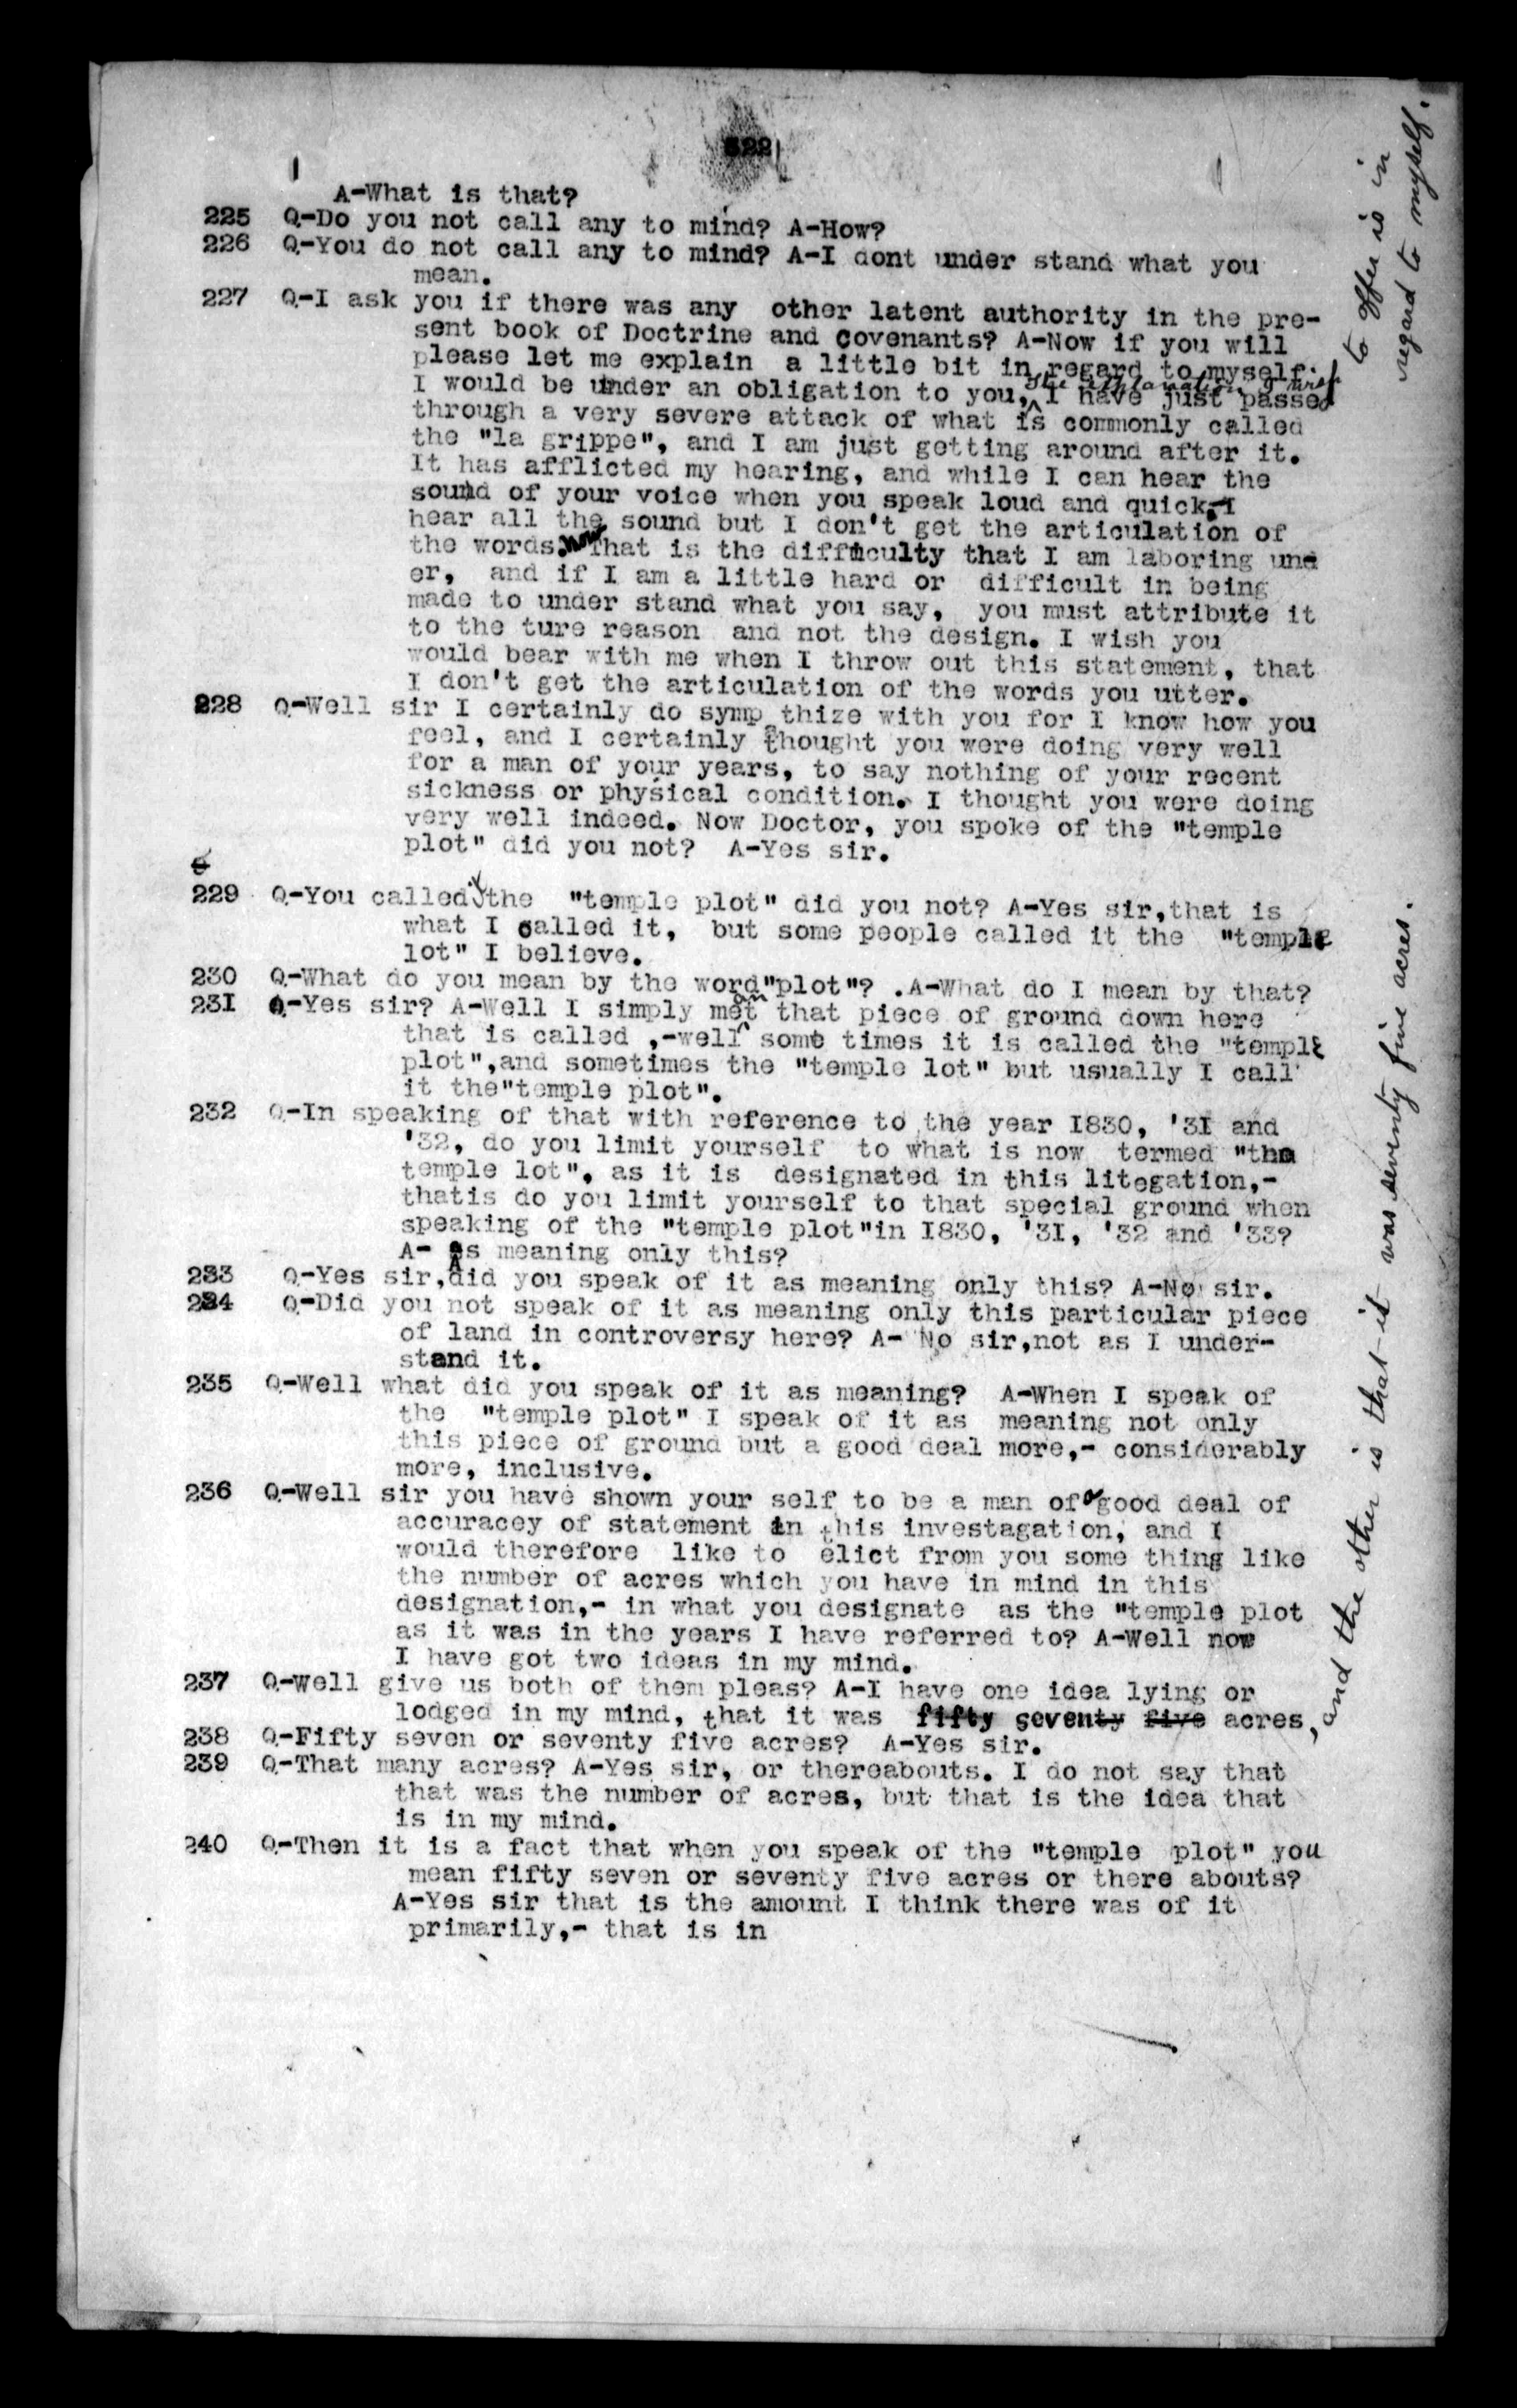 322
A-What is that?
225 Q-Do you not call any to mind? A-How?
226 Q-You do not call any to mind? A-I dont under stand what you
mean.
227 Q-I ask you if there was any other latent authority in the pre-
sent book of Doctrine and Covenants? A-Now if you will
please let me explain a little bit in regard to myself
I would be under an obligation to you, the explanation I wish to offer is in regard to myself. I have just passed
through a very severe attack of what is commonly called
the "la grippe", and I am just getting around after it.
It has afflicted my hearing, and while I can hear the
sound of your voice when you speak loud and quick, I
hear all the sound but I don't get the articulation of
the words. now That is the difficulty that I am laboring und
er, and if I am a little hard or difficult in being
made to under stand what you say, you must attribute it
to the ture reason and not the design. I wish you
would bear with me when I throw out this statement, that
I don't get the articulation of the words you utter.
228 Q-Well sir I certainly do sympathize with you for I know how you
feel, and I certainly thought you were doing very well
for a man of your years, to say nothing of your recent
sickness or physical condition. I thought you were doing
very well indeed. Now Doctor, you spoke of the "temple
plot" did you not? A-Yes sir.
229 Q-You called it the "temple plot" did you not? A-Yes sir,that is
what I called it, but some people called it the "temple
lot" I believe.
230 Q-What do you mean by the word"plot"? .A-What do I mean by that?
231 Q-Yes sir? A-Well I simply meant that piece of ground down here
that is called ,-well some times it is called the "temple
plot",and sometimes the "temple lot" but usually I call
it the"temple plot".
232 Q-In speaking of that with reference to the year I830, '3I and
'32, do you limit yourself to what is now termed "the
temple lot", as it is designated in this litegation,-
thatis do you limit yourself to that special ground when
speaking of the "temple plot"in I830, '3I, '32 and '33?
A- As meaning only this?
233 Q-Yes sir,did you speak of it as meaning only this? A-No sir.
234 Q-Did you not speak of it as meaning only this particular piece
of land in controversy here? A- No sir,not as I under-
stand it.
235 Q-Well what did you speak of it as meaning? A-When I speak of
the "temple plot" I speak of it as meaning not only
this piece of ground but a good deal more,- considerably
more, inclusive.
236 Q-Well sir you have shown your self to be a man of a good deal of
accuracey of statement in this investagation, and I
would therefore like to elict from you some thing like
the number of acres which you have in mind in this
designation,- in what you designate as the "temple plot
as it was in the years I have referred to? A-Well now
I have got two ideas in my mind.
237 Q-Well give us both of them pleas? A-I have one idea lying or
lodged in my mind, that it was fifty seventy five acres, and the other is that it was seventy five acres.
238 Q-Fifty seven or seventy five acres? A-Yes sir.
239 Q-That many acres? A-Yes sir, or thereabouts. I do not say that
that was the number of acres, but that is the idea that
is in my mind.
240 Q-Then it is a fact that when you speak of the "temple plot" you
mean fifty seven or seventy five acres or there abouts?
A-Yes sir that is the amount I think there was of it
primarily,- that is in